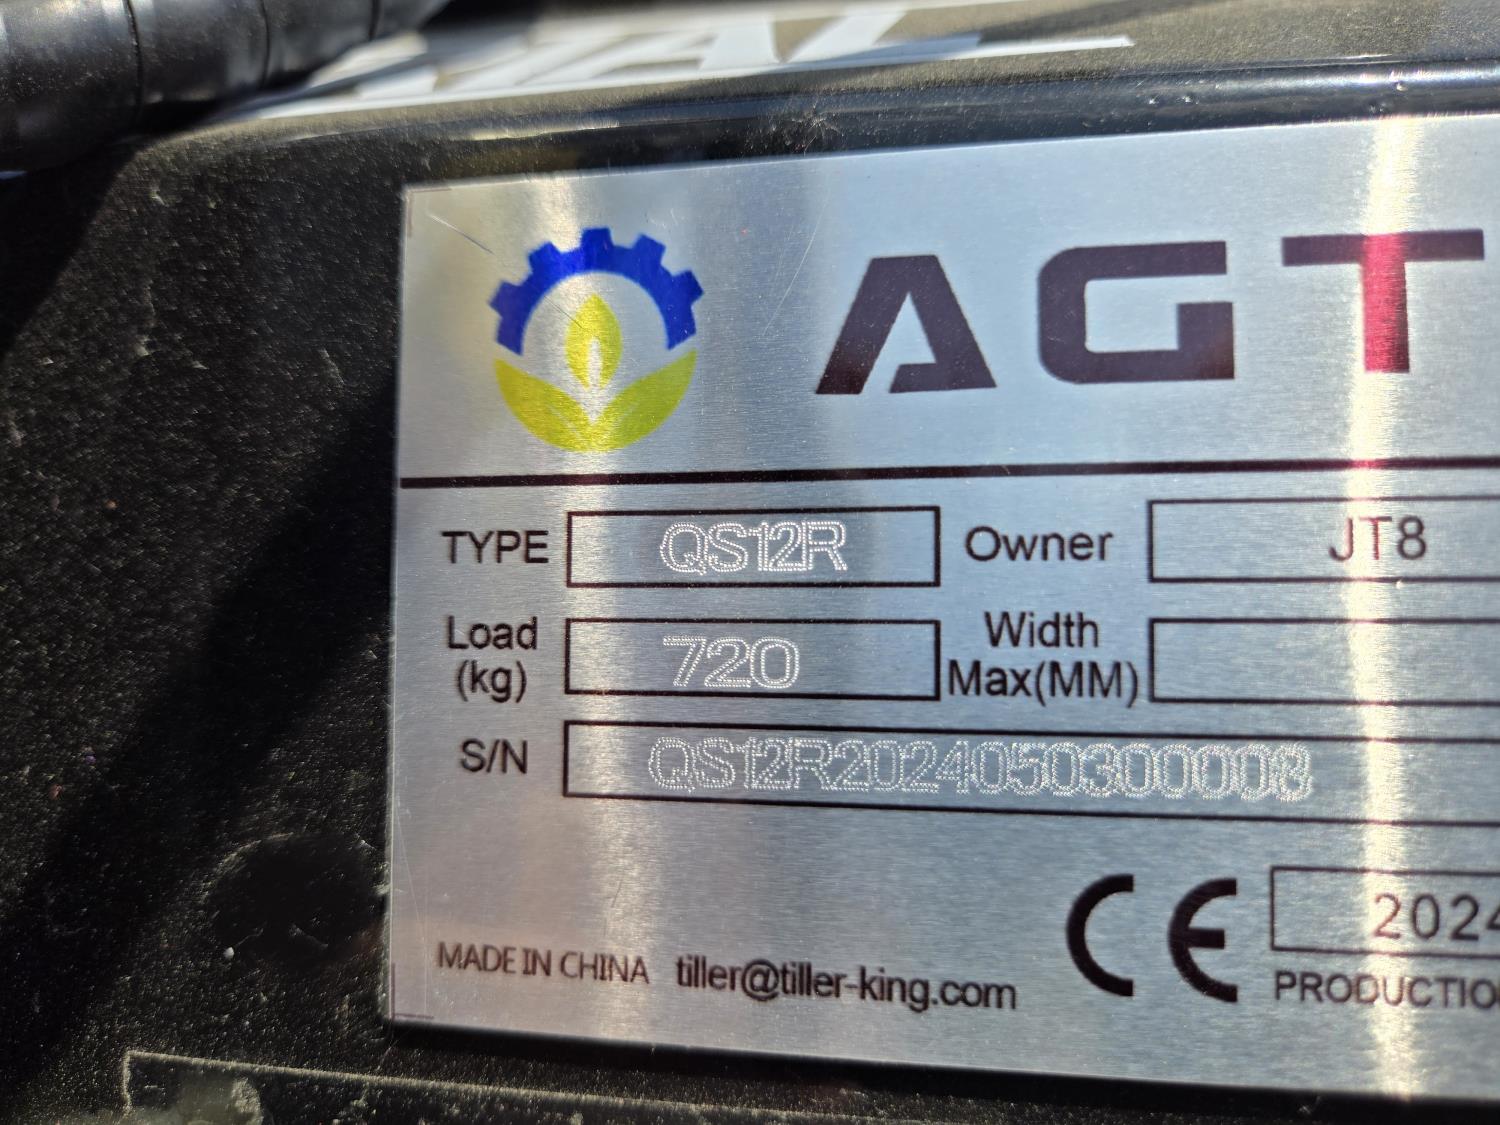 AGT
TYPE QS12R Owner JT8
Load (kg) 720 Width Max(MM)
S/N QS12R2024050300008
CE 2024
MADE IN CHINA tiller@tiller-king.com PRODUCTIO